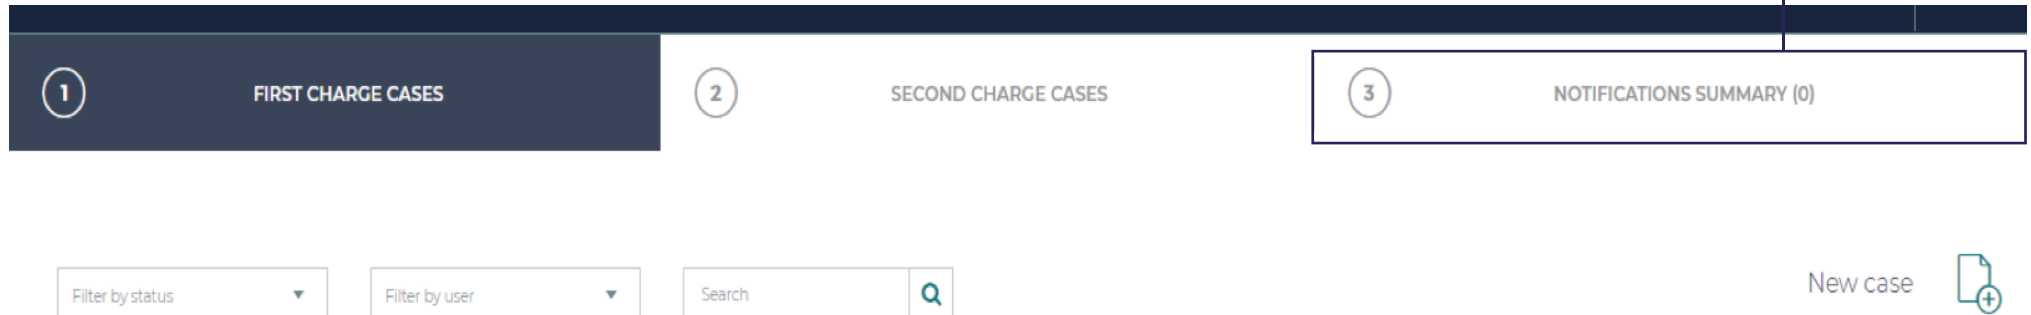 1 FIRST CHARGE CASES
2 SECOND CHARGE CASES
3 NOTIFICATIONS SUMMARY (0)
Filter by status
Filter by user
Search
New case